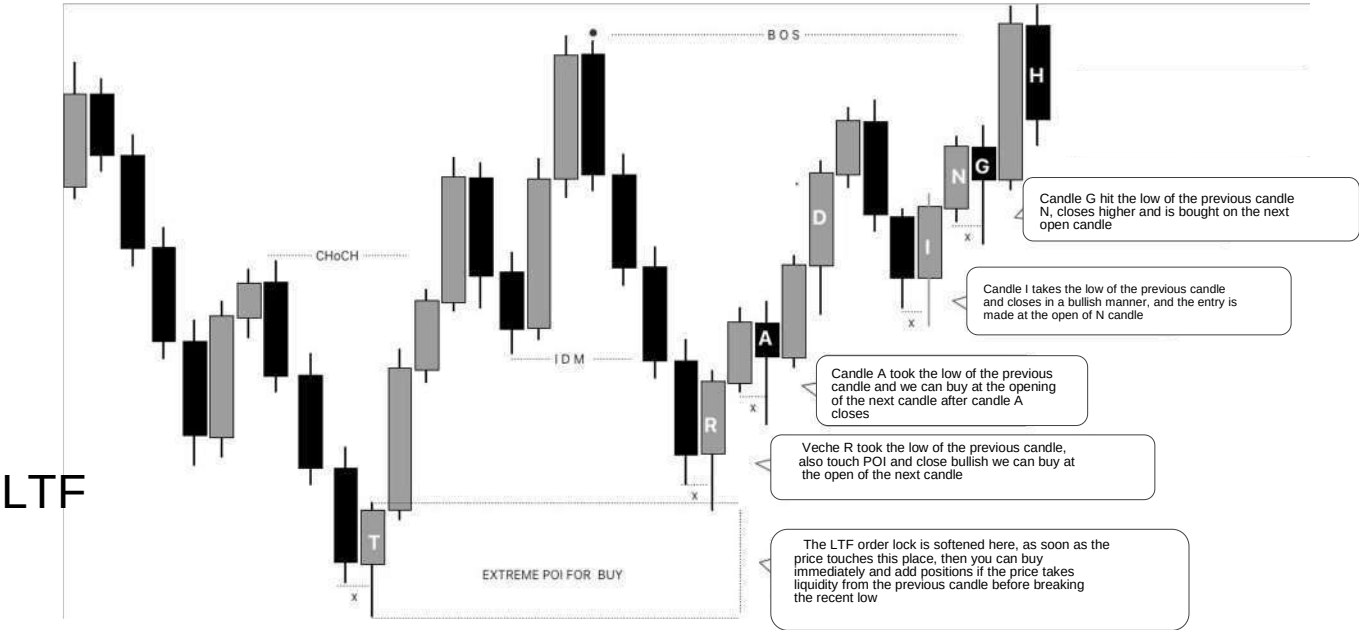 B O S
H
N
G
Candle G hit the low of the previous candle
N, closes higher and is bought on the next
open candle
D
x
I
CHoCH
Candle I takes the low of the previous candle
and closes in a bullish manner, and the entry is
made at the open of N candle
x
A
I D M
Candle A took the low of the previous
candle and we can buy at the opening
of the next candle after candle A
closes
x
R
Veche R took the low of the previous candle,
also touch POI and close bullish we can buy at
the open of the next candle
x
LTF
T
x
EXTREME POI FOR BUY
The LTF order lock is softened here, as soon as the
price touches this place, then you can buy
immediately and add positions if the price takes
liquidity from the previous candle before breaking
the recent low